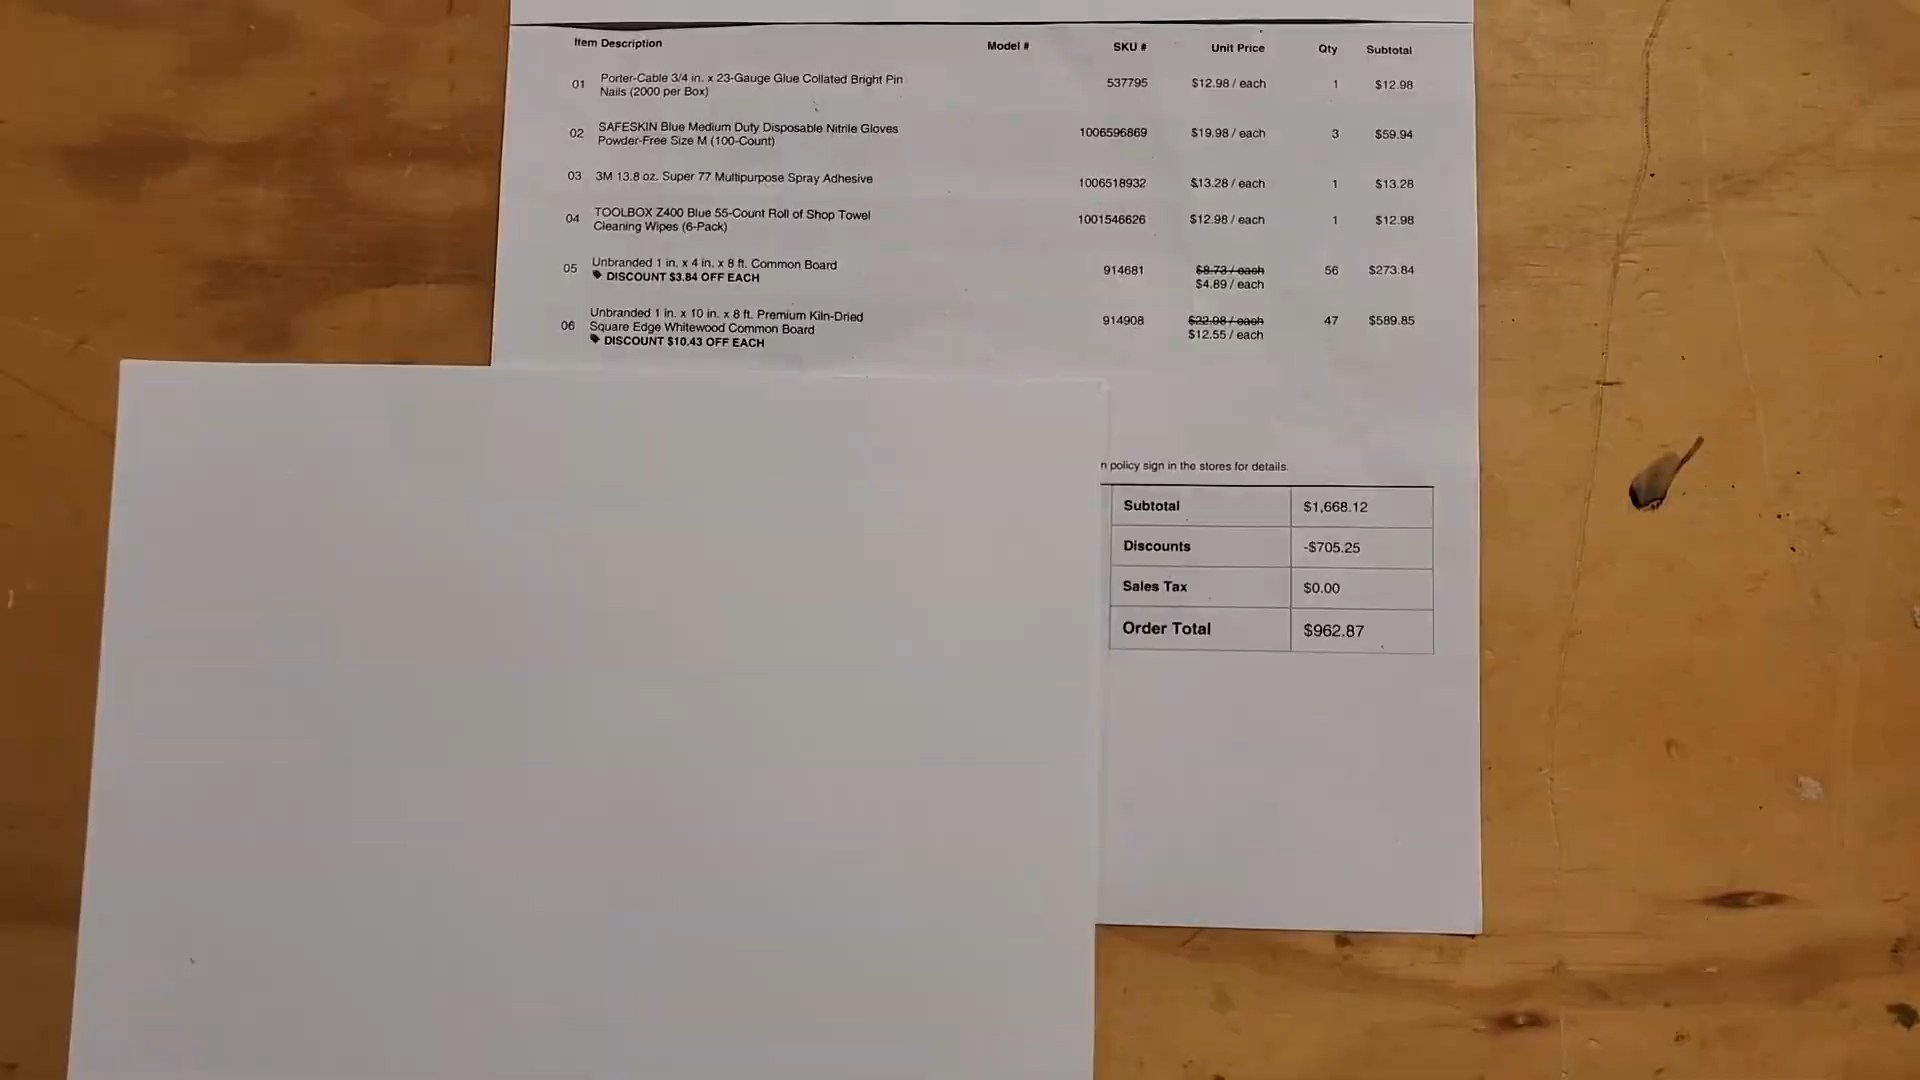 Item Description Model # SKU # Unit Price Qty Subtotal
01 Porter-Cable 3/4 in. x 23-Gauge Glue Collated Bright Pin 537795 $12.98 / each 1 $12.98
Nails (2000 per Box)
02 SAFESKIN Blue Medium Duty Disposable Nitrile Gloves 1006596869 $19.98 / each 3 $59.94
Powder-Free Size M (100-Count)
03 3M 13.8 oz. Super 77 Multipurpose Spray Adhesive 1006518932 $13.28 / each 1 $13.28
04 TOOLBOX Z400 Blue 55-Count Roll of Shop Towel 1001546626 $12.98 / each 1 $12.98
Cleaning Wipes (6-Pack)
05 Unbranded 1 in. x 4 in. x 8 ft. Common Board 914681 $8.73 / each 56 $273.84
DISCOUNT $3.84 OFF EACH $4.89 / each
06 Unbranded 1 in. x 10 in. x 8 ft. Premium Kiln-Dried 914908 $22.98 / each 47 $589.85
Square Edge Whitewood Common Board $12.55 / each
DISCOUNT $10.43 OFF EACH
n policy sign in the stores for details.
Subtotal $1,668.12
Discounts -$705.25
Sales Tax $0.00
Order Total $962.87